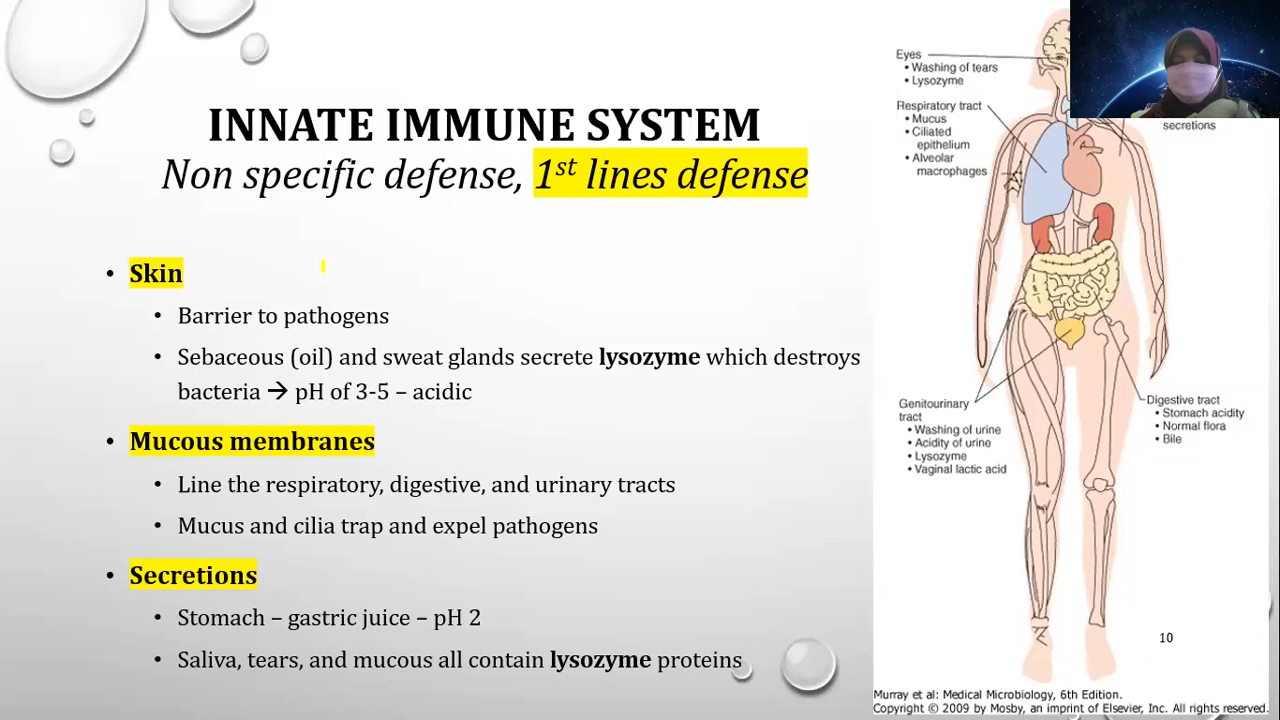 INNATE IMMUNE SYSTEM
Non specific defense, 1st lines defense
• Skin
• Barrier to pathogens
• Sebaceous (oil) and sweat glands secrete lysozyme which destroys
bacteria → pH of 3-5 – acidic
• Mucous membranes
• Line the respiratory, digestive, and urinary tracts
• Mucus and cilia trap and expel pathogens
• Secretions
• Stomach – gastric juice – pH 2
• Saliva, tears, and mucous all contain lysozyme proteins
Eyes
• Washing of tears
• Lysozyme
Respiratory tract
• Mucus
• Ciliated
epithelium
• Alveolar
macrophages
secretions
Genitourinary
tract
• Washing of urine
• Acidity of urine
• Lysozyme
• Vaginal lactic acid
Digestive tract
• Stomach acidity
• Normal flora
• Bile
10
Murray et al: Medical Microbiology, 6th Edition.
Copyright © 2009 by Mosby, an imprint of Elsevier, Inc. All rights reserved.